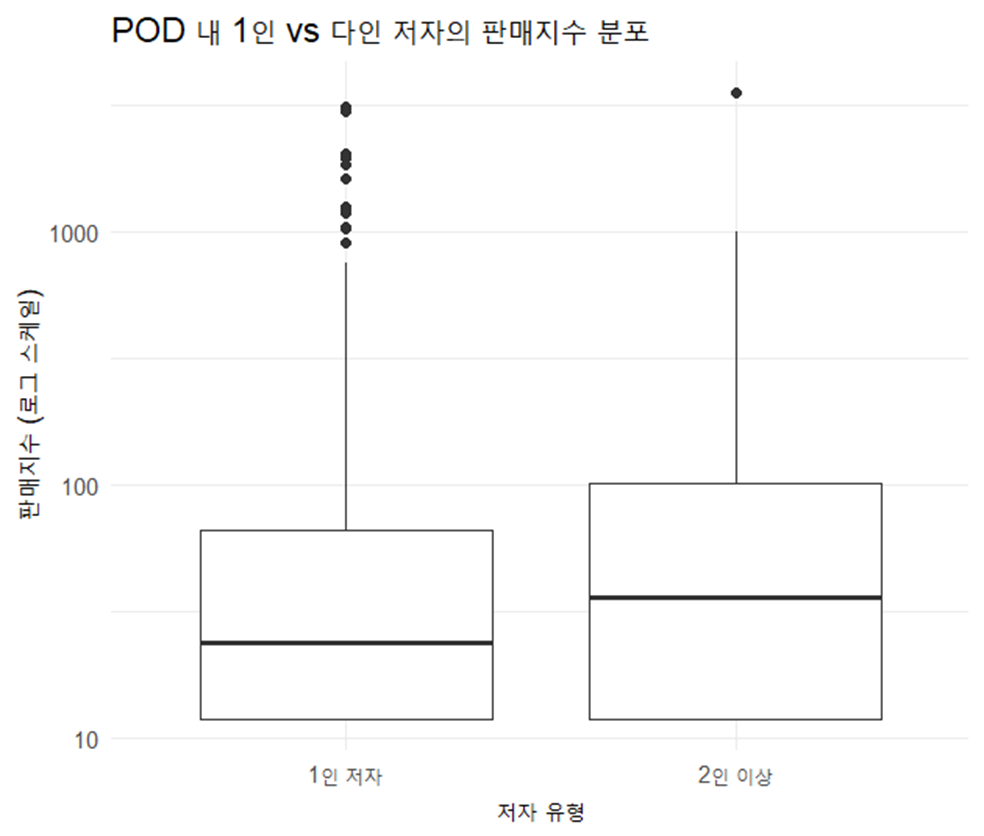 POD 내 1인 vs 다인 저자의 판매지수 분포
판매지수 (로그 스케일)
1000
100
10
1인 저자
2인 이상
저자 유형